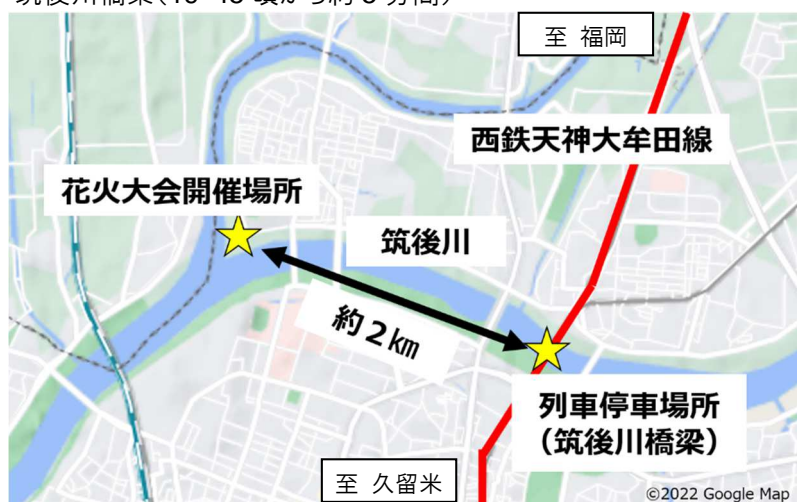 至 福岡
西鉄天神大牟田線
花火大会開催場所
筑後川
約2㎞
列車停車場所
(筑後川橋梁)
至 久留米
©2022 Google Map